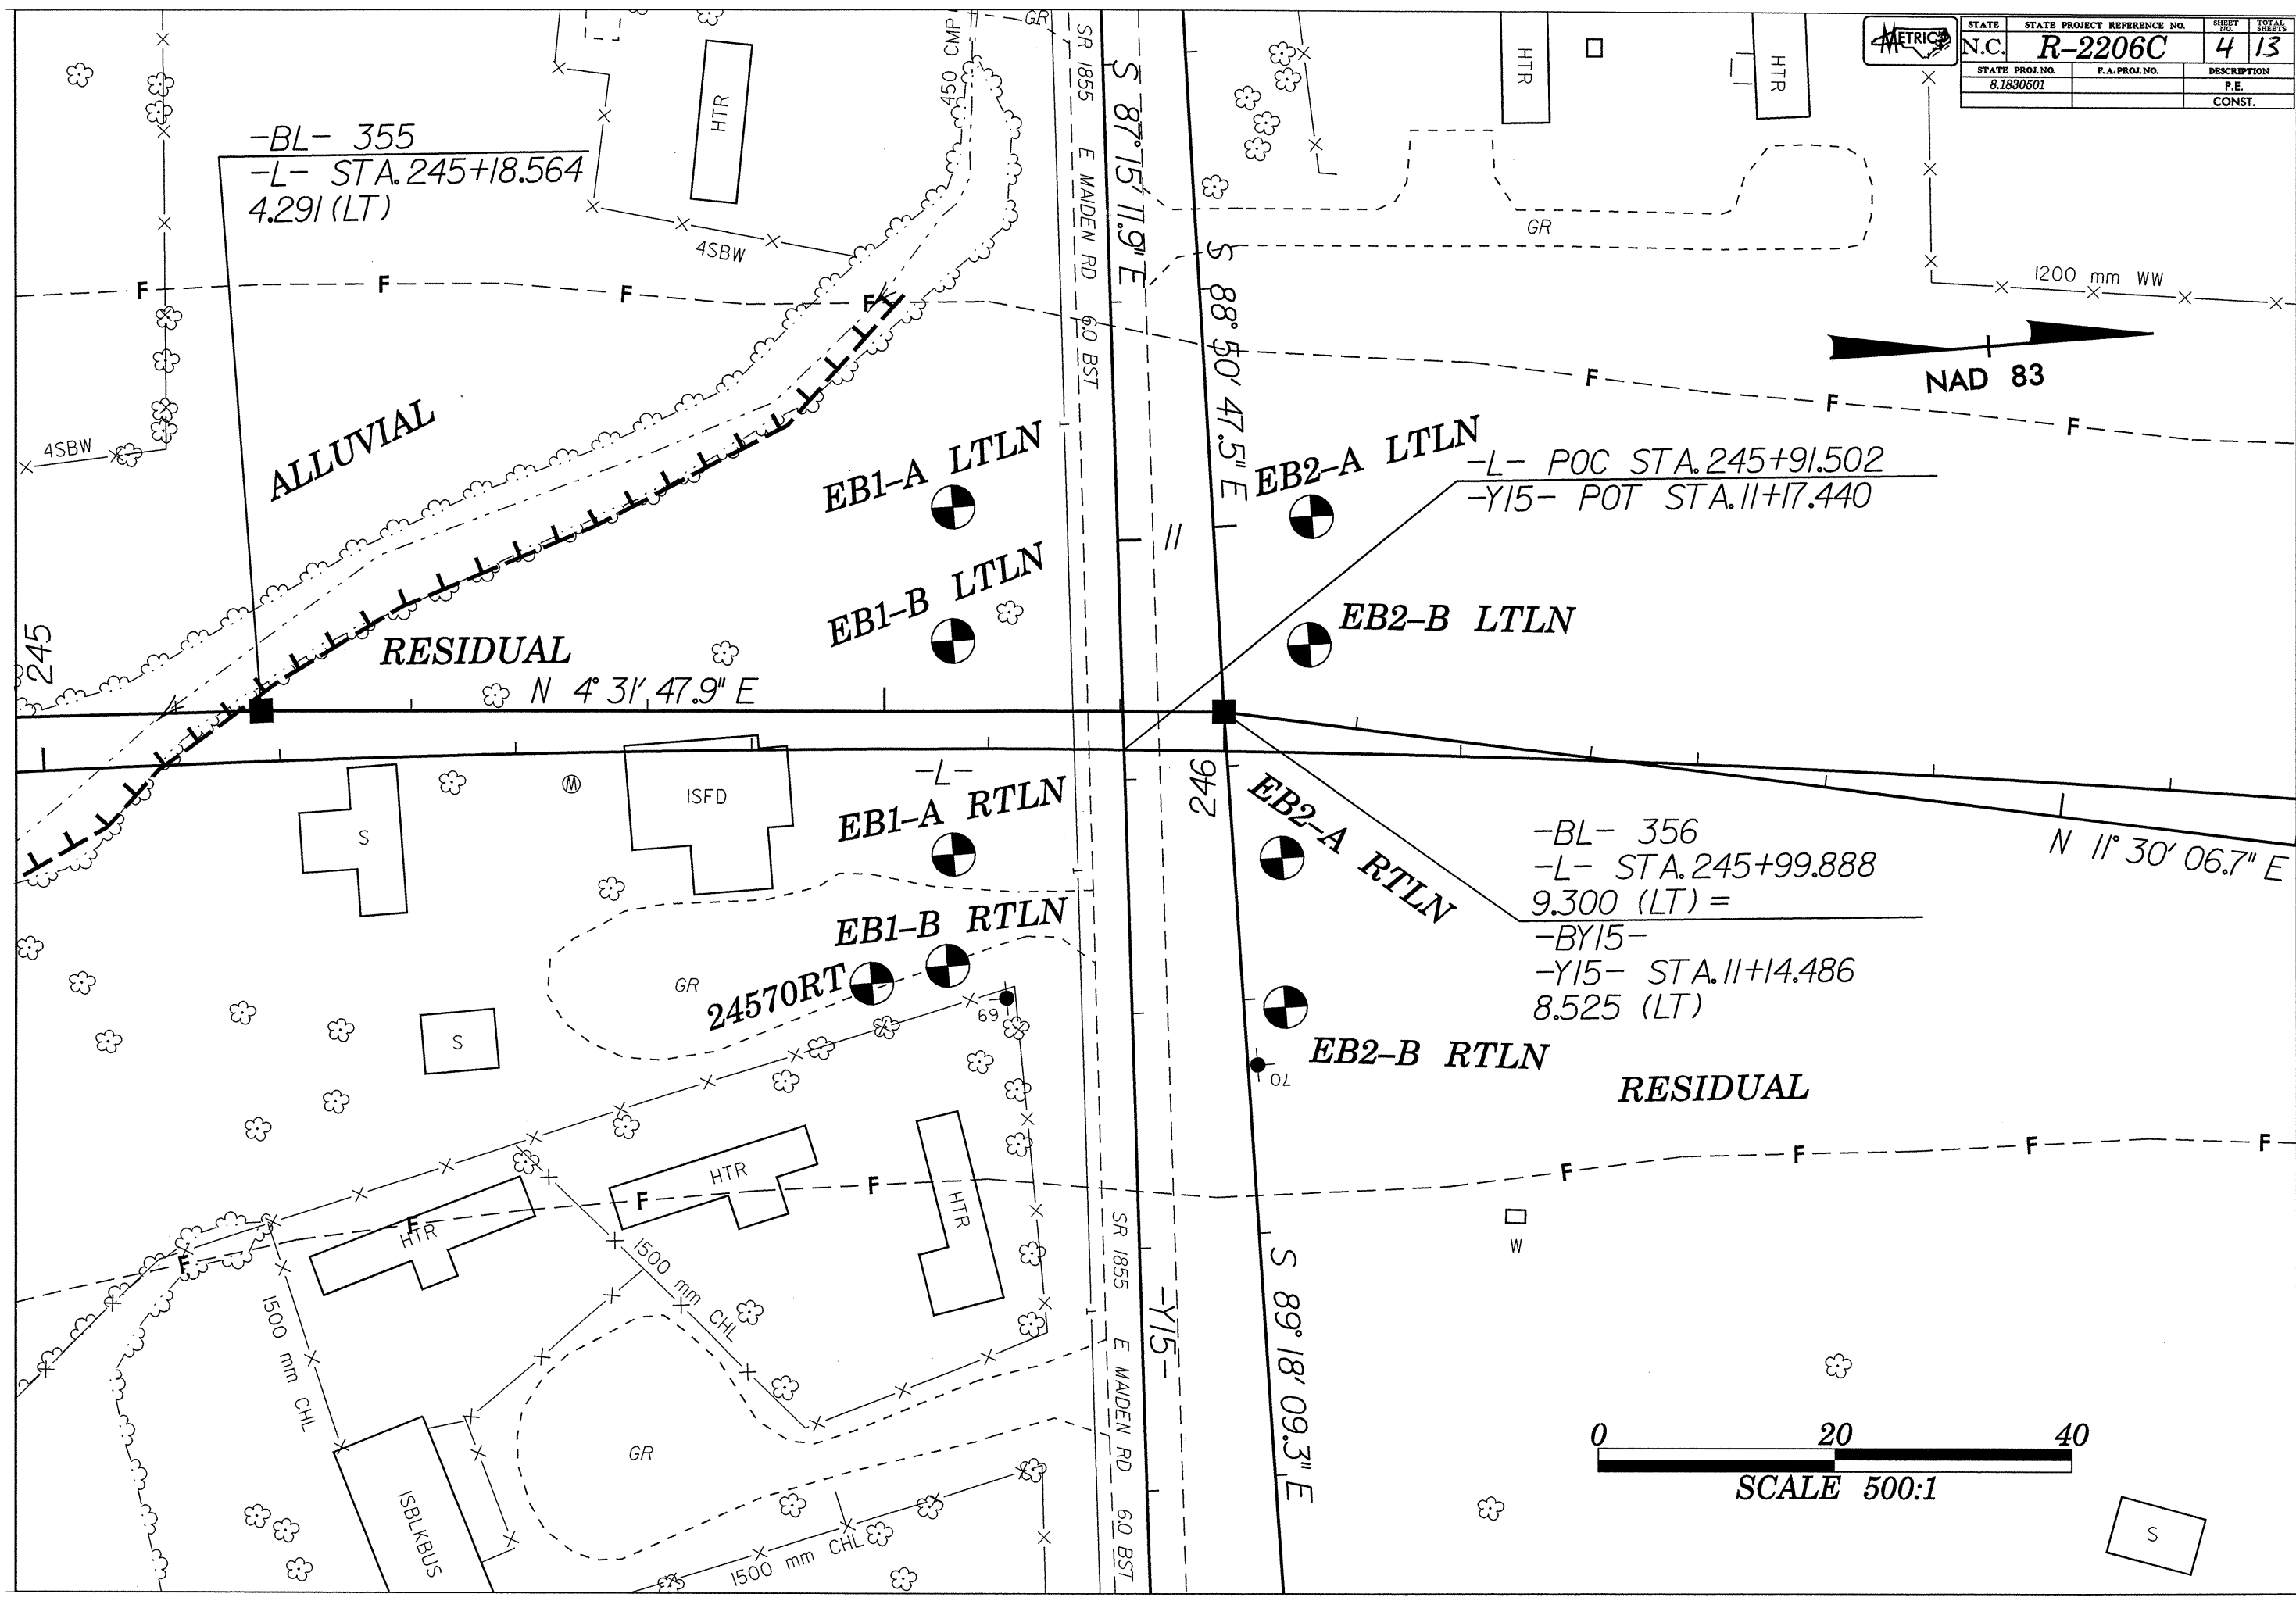 METRIC
STATE
STATE PROJECT REFERENCE NO.
SHEET NO.
TOTAL SHEETS
N.C.
R-2206C
4
13
STATE PROJ. NO.
F. A. PROJ. NO.
DESCRIPTION
8.1830501
P.E.
CONST.
GR
450 CMP
HTR
SR 1855 E MAIDEN RD 6.0 BST
S 87° 15' 11.9" E
HTR
HTR
-BL- 355
-L- STA. 245+18.564
4.291 (LT)
4SBW
GR
S 88° 50' 47.5" E
1200 mm WW
F
F
F
F
NAD 83
F
F
F
4SBW
ALLUVIAL
EB1-A LTLN
EB2-A LTLN
-L- POC STA. 245+91.502
-Y15- POT STA. 11+17.440
11
EB1-B LTLN
EB2-B LTLN
245
RESIDUAL
N 4° 31' 47.9" E
-L-
246
M
ISFD
S
EB1-A RTLN
EB2-A RTLN
-BL- 356
-L- STA. 245+99.888
9.300 (LT) =
-BY15-
-Y15- STA. 11+14.486
8.525 (LT)
N 11° 30' 06.7" E
EB1-B RTLN
24570RT
GR
69
S
EB2-B RTLN
70
RESIDUAL
F
F
F
F
F
F
F
F
HTR
HTR
HTR
W
1500 mm CHL
1500 mm CHL
SR 1855 E MAIDEN RD 6.0 BST
-Y15-
S 89° 18' 09.3" E
GR
ISBLKBUS
1500 mm CHL
0 20 40
SCALE 500:1
S